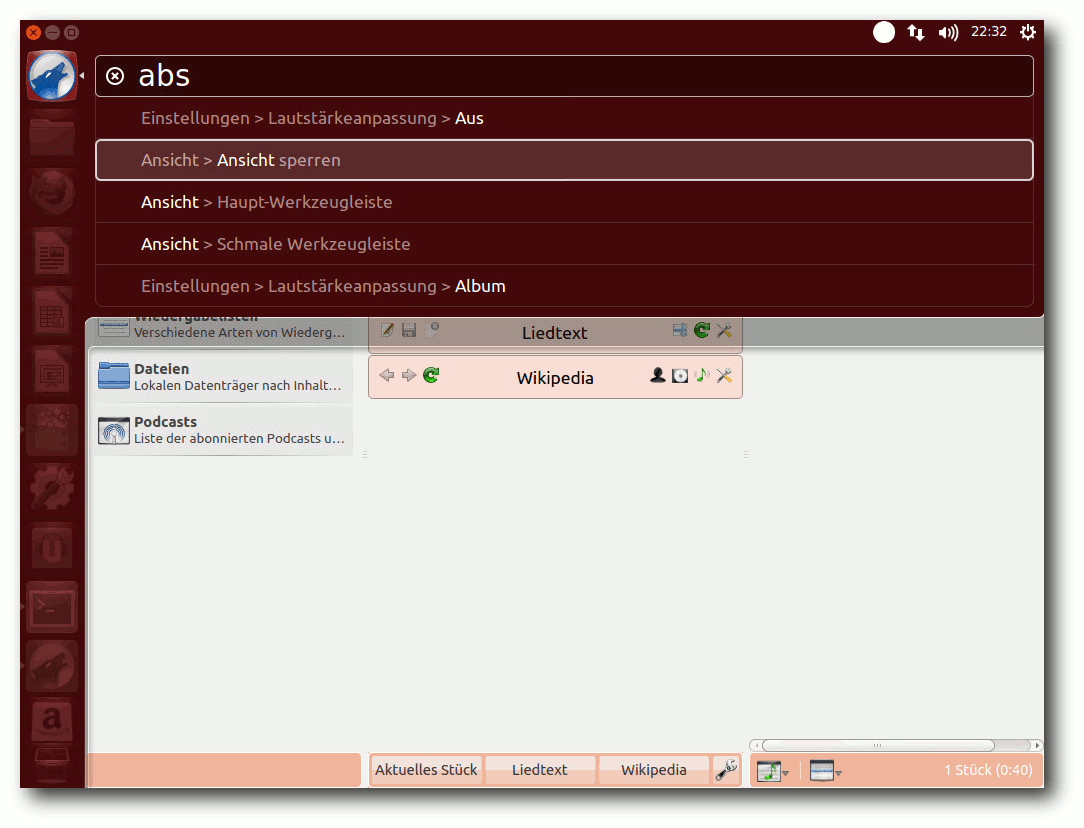 22:32
abs
Einstellungen > Lautstärkeanpassung > Aus
Ansicht > Ansicht sperren
Ansicht > Haupt-Werkzeugleiste
Ansicht > Schmale Werkzeugleiste
Einstellungen > Lautstärkeanpassung > Album
Wiedergabelisten
Verschiedene Arten von Wiederg...
Liedtext
Dateien
Lokalen Datenträger nach Inhalt...
Wikipedia
Podcasts
Liste der abonnierten Podcasts u...
Aktuelles Stück
Liedtext
Wikipedia
1 Stück (0:40)